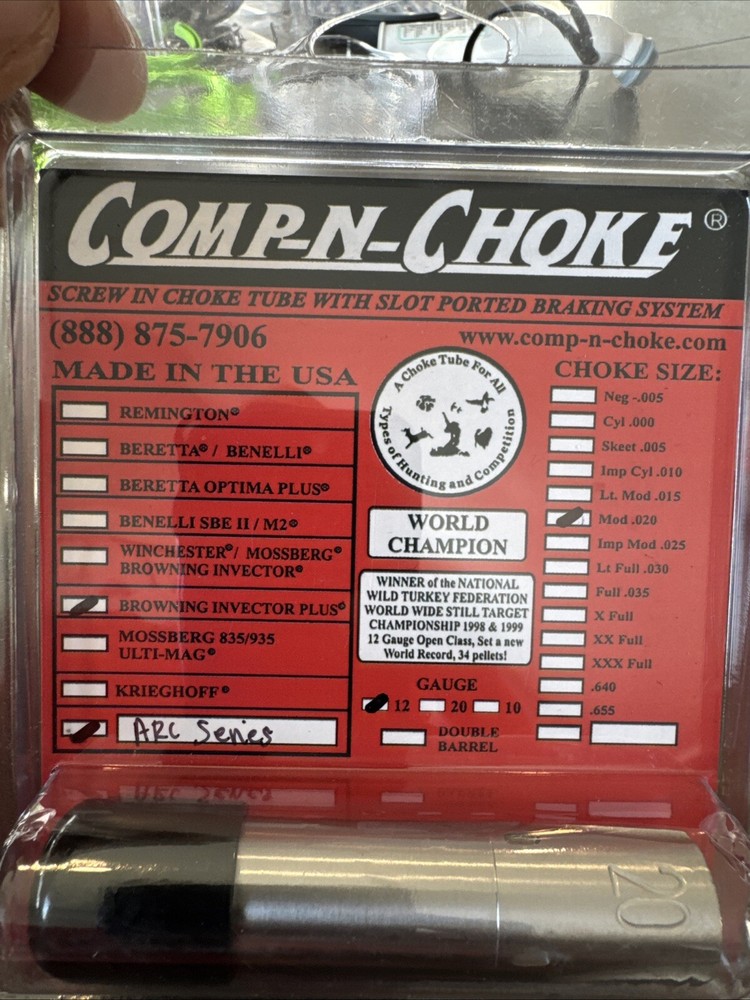 COMP-N-CHOKE®
SCREW IN CHOKE TUBE WITH SLOT PORTED BRAKING SYSTEM
(888) 875-7906
www.comp-n-choke.com
MADE IN THE USA
REMINGTON®
BERETTA® / BENELLI®
BERETTA OPTIMA PLUS®
BENELLI SBE II / M2®
WINCHESTER® / MOSSBERG®
BROWNING INVECTOR®
BROWNING INVECTOR PLUS®
MOSSBERG 835/935
ULTI-MAG®
KRIEGHOFF®
ARC Series
A Choke Tube For All
Types of Hunting and Competition
WORLD
CHAMPION
WINNER of the NATIONAL
WILD TURKEY FEDERATION
WORLD WIDE STILL TARGET
CHAMPIONSHIP 1998 & 1999
12 Gauge Open Class, Set a new
World Record, 34 pellets!
GAUGE
12 20 10
DOUBLE
BARREL
CHOKE SIZE:
Neg -.005
Cyl .000
Skeet .005
Imp Cyl .010
Lt. Mod .015
Mod .020
Imp Mod .025
Lt Full .030
Full .035
X Full
XX Full
XXX Full
.640
.655
20